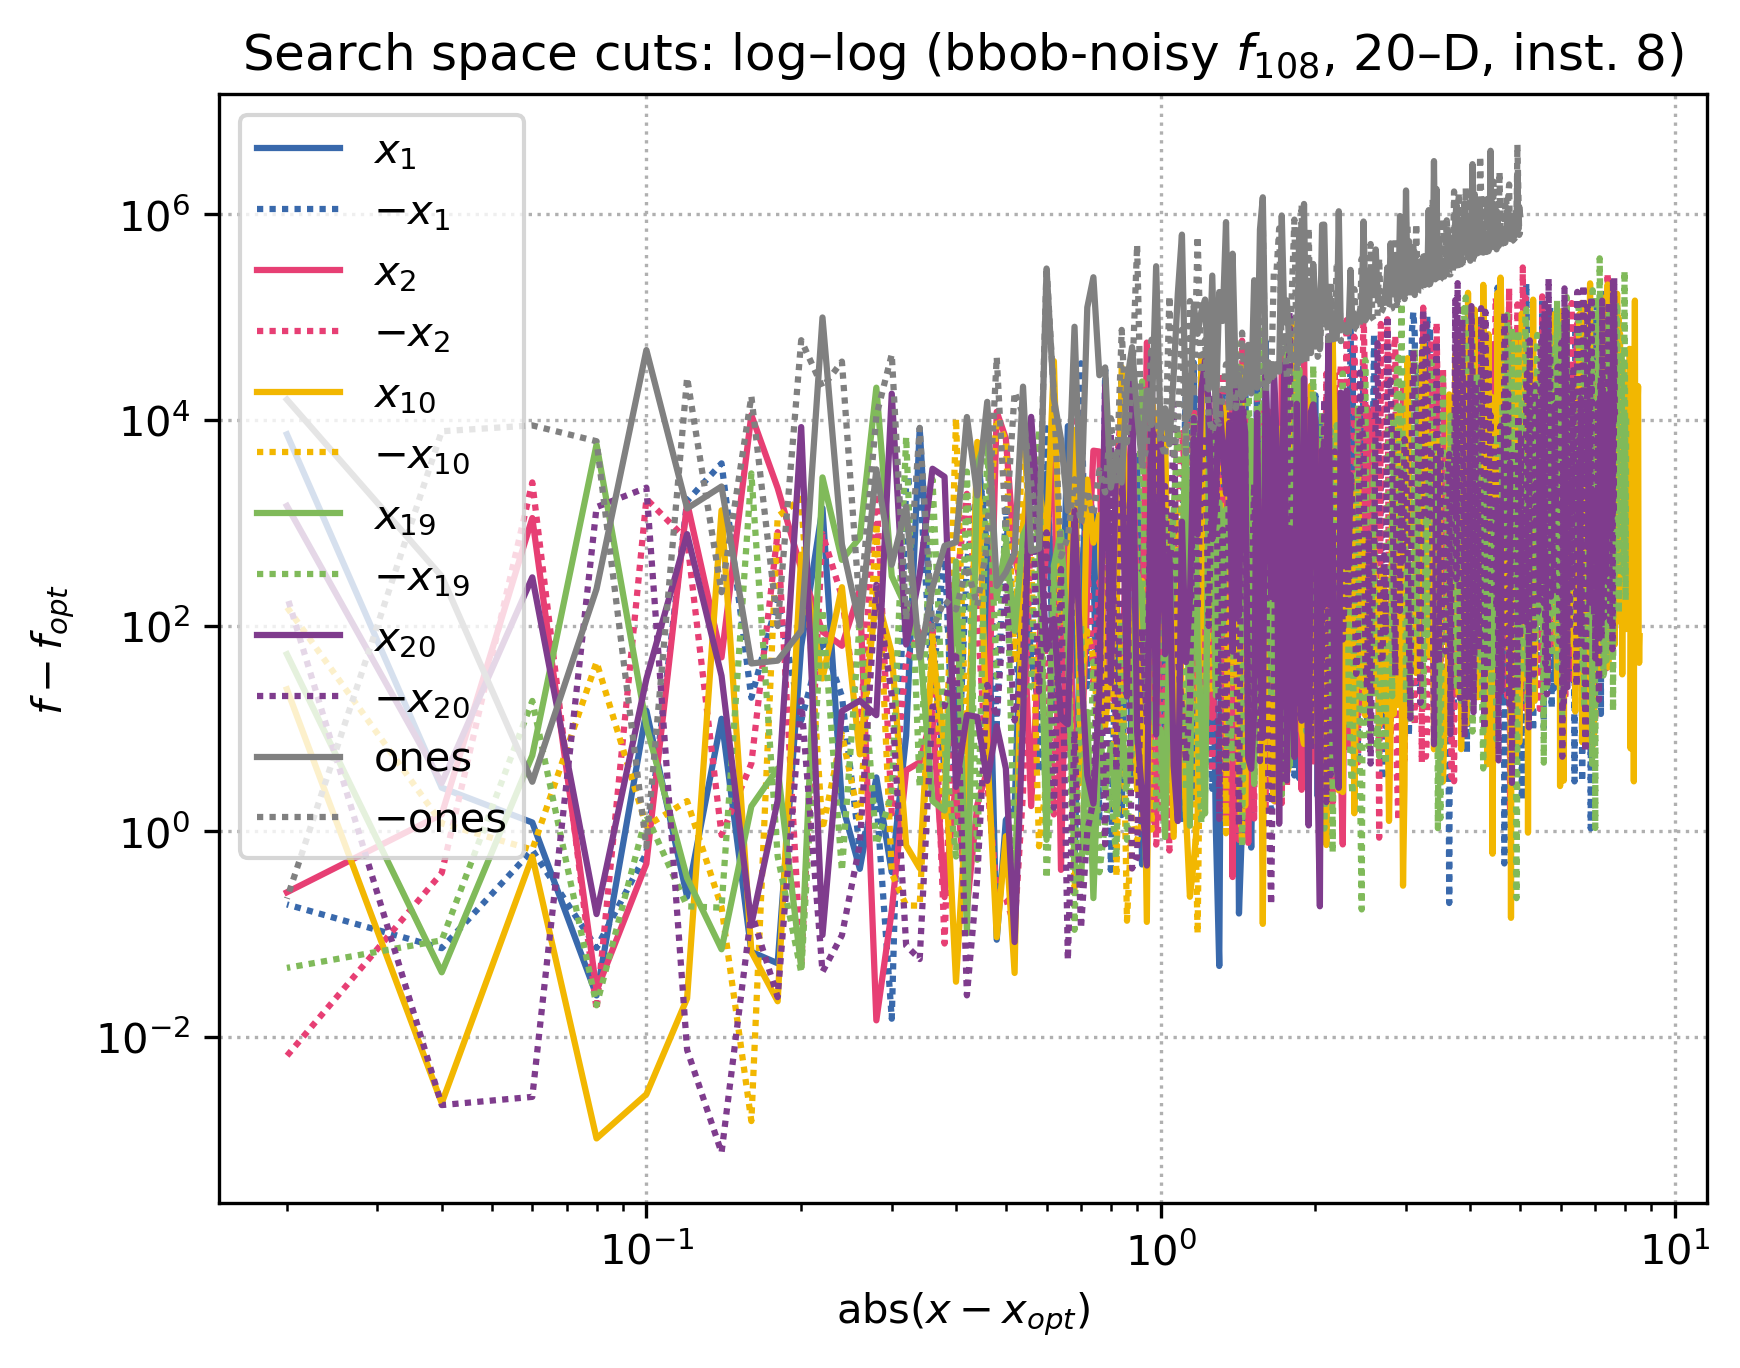 Search space cuts: log–log (bbob-noisy $f_{108}$, 20–D, inst. 8)
$x_1$
$-x_1$
$x_2$
$-x_2$
$x_{10}$
$-x_{10}$
$x_{19}$
$-x_{19}$
$x_{20}$
$-x_{20}$
ones
−ones
$10^6$
$10^4$
$10^2$
$10^0$
$10^{-2}$
$f - f_{opt}$
$10^{-1}$ $10^0$ $10^1$
abs($x - x_{opt}$)